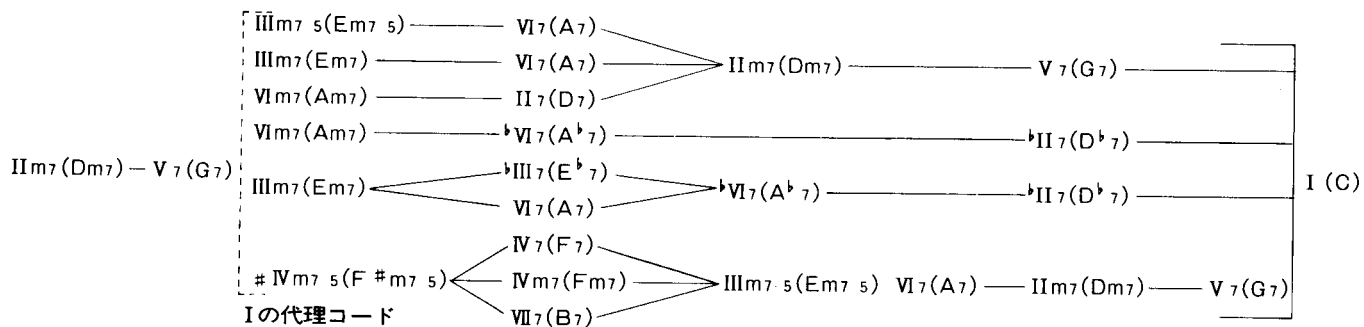 Ⅲm7 5(Em7 5) Ⅵ7(A7)
Ⅲm7(Em7) Ⅵ7(A7) Ⅱm7(Dm7) Ⅴ7(G7)
Ⅵm7(Am7) Ⅱ7(D7)
Ⅵm7(Am7) ♭Ⅵ7(A♭7) ♭Ⅱ7(D♭7)
Ⅱm7(Dm7) – Ⅴ7(G7) Ⅲm7(Em7) ♭Ⅲ7(E♭7) ♭Ⅵ7(A♭7) ♭Ⅱ7(D♭7) Ⅰ(C)
Ⅵ7(A7)
Ⅳ7(F7)
#Ⅳm7 5(F#m7 5) Ⅳm7(Fm7) Ⅲm7 5(Em7 5) Ⅵ7(A7) Ⅱm7(Dm7) Ⅴ7(G7)
Ⅶ7(B7)
Ⅰの代理コード